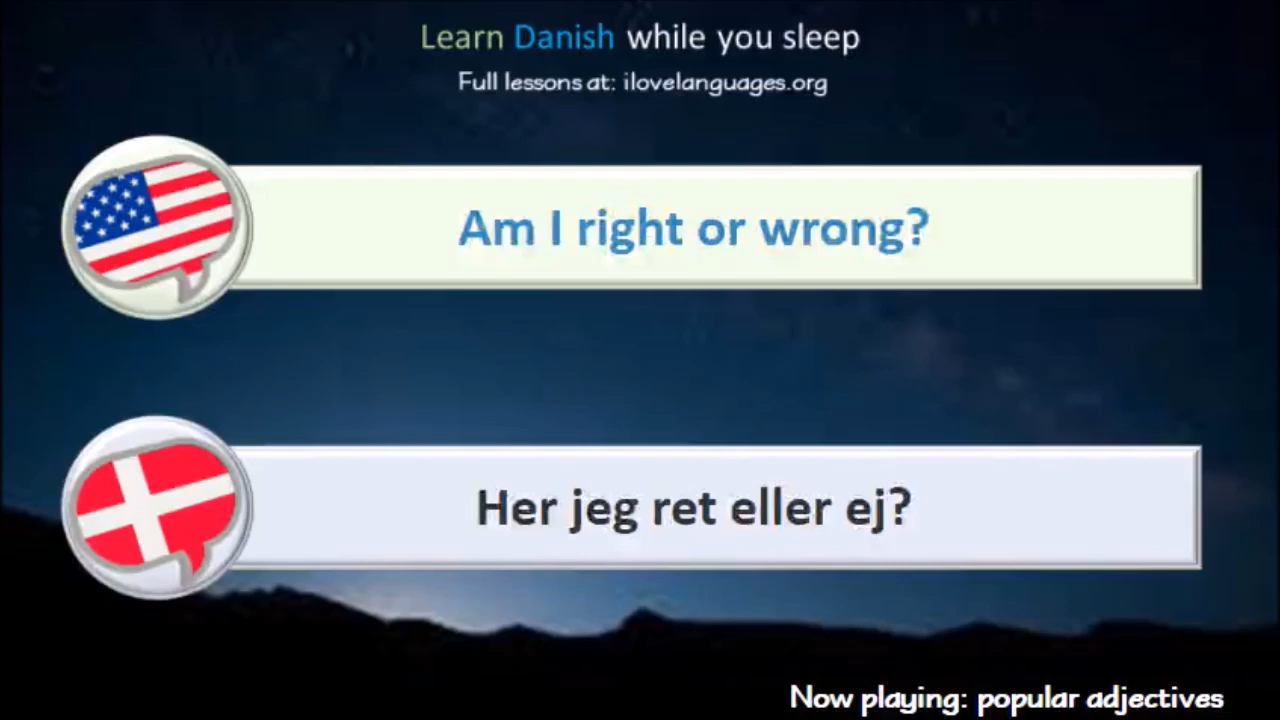 Learn Danish while you sleep
Full lessons at: ilovelanguages.org
Am I right or wrong?
Her jeg ret eller ej?
Now playing: popular adjectives